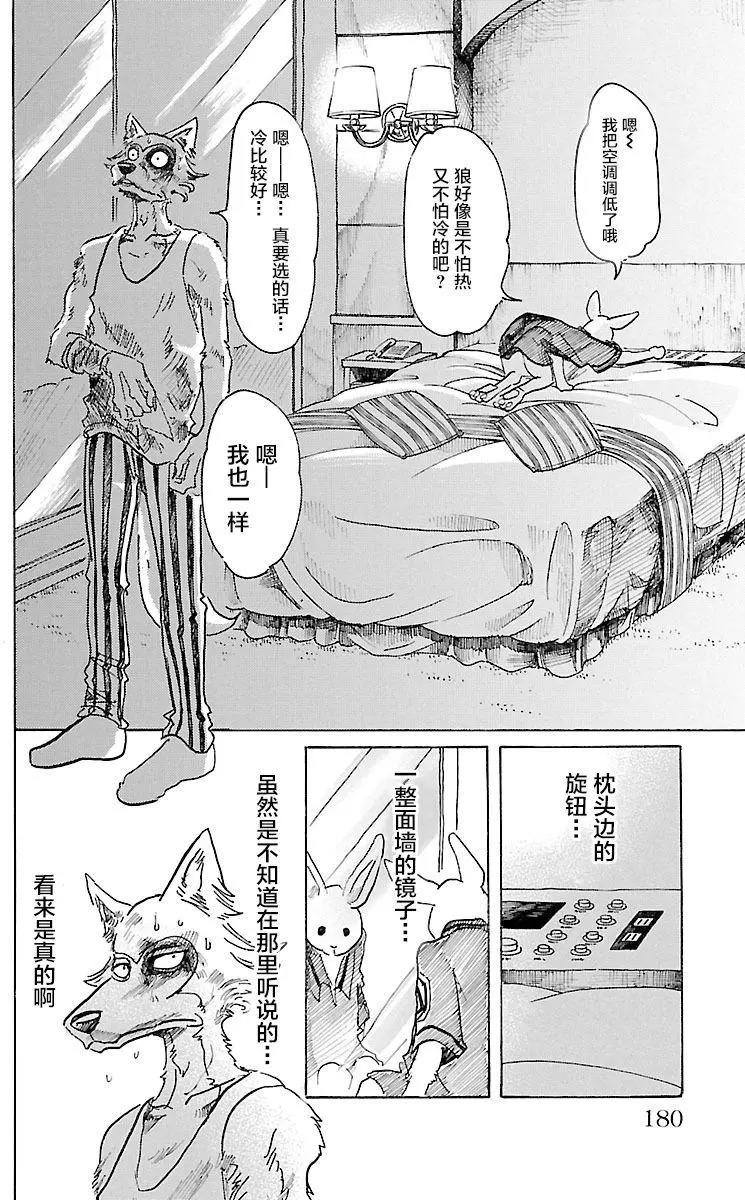 嗯~
我把空调调低了哦
狼好像是不怕热
又不怕冷的吧？
嗯——嗯… 真要选的话…
冷比较好…
嗯—
我也一样
枕头边的
旋钮…
一整面墙的镜子…
虽然是不知道在那里听说的…
看来是真的啊
180